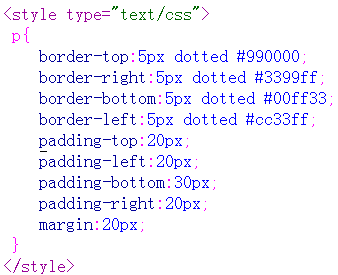 <style type="text/css">
p{
border-top:5px dotted #990000;
border-right:5px dotted #3399ff;
border-bottom:5px dotted #00ff33;
border-left:5px dotted #cc33ff;
padding-top:20px;
padding-left:20px;
padding-bottom:30px;
padding-right:20px;
margin:20px;
}
</style>